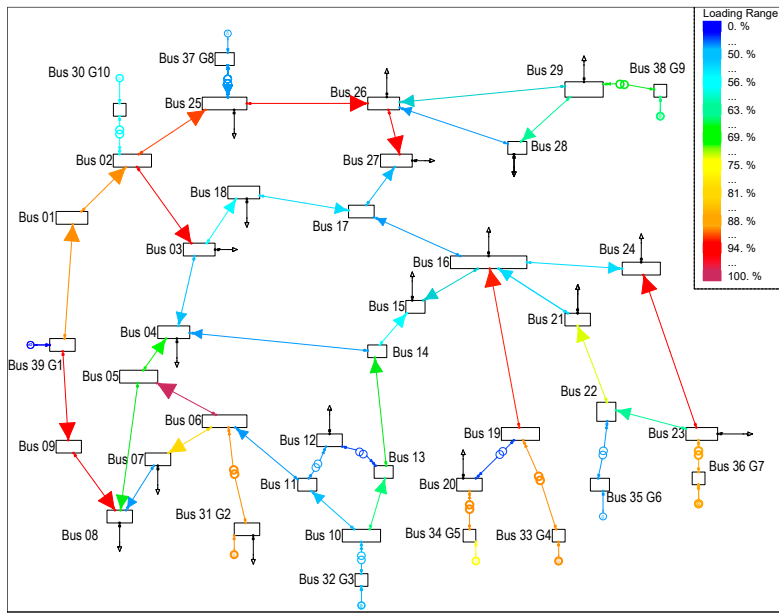 Loading Range
0. %
...
50. %
...
56. %
...
63. %
...
69. %
...
75. %
...
81. %
...
88. %
...
94. %
...
100. %
Bus 30 G10
Bus 37 G8
Bus 25
Bus 26
Bus 29
Bus 38 G9
Bus 28
Bus 02
Bus 27
Bus 01
Bus 18
Bus 17
Bus 03
Bus 16
Bus 24
Bus 15
Bus 21
Bus 04
Bus 14
Bus 39 G1
Bus 05
Bus 06
Bus 22
Bus 09
Bus 07
Bus 12
Bus 13
Bus 19
Bus 23
Bus 11
Bus 20
Bus 36 G7
Bus 35 G6
Bus 08
Bus 31 G2
Bus 10
Bus 34 G5
Bus 33 G4
Bus 32 G3